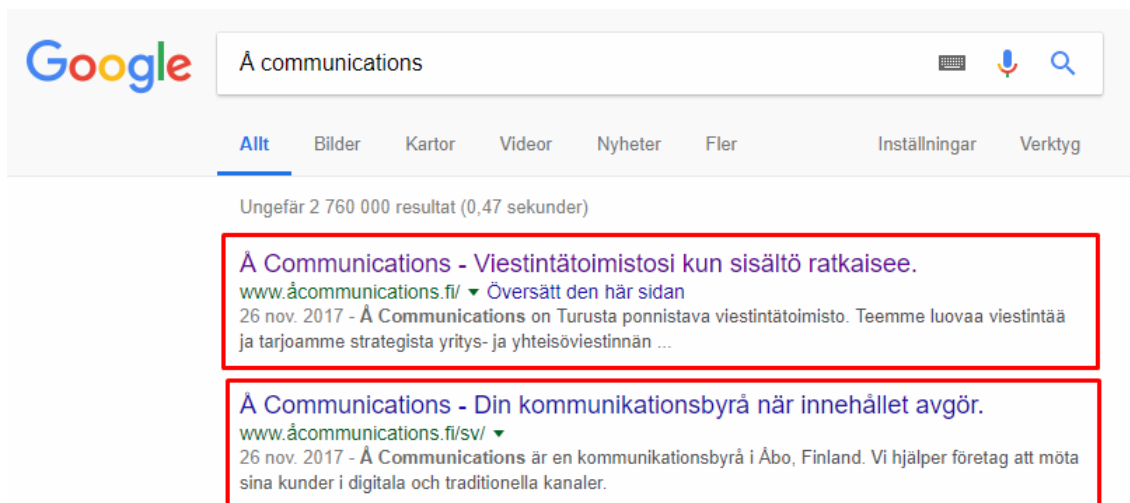 Google
Å communications
Allt Bilder Kartor Videor Nyheter Fler Inställningar Verktyg
Ungefär 2 760 000 resultat (0,47 sekunder)
Å Communications - Viestintätoimistosi kun sisältö ratkaisee.
www.åcommunications.fi/ ▼ Översätt den här sidan
26 nov. 2017 - Å Communications on Turusta ponnistava viestintätoimisto. Teemme luovaa viestintää
ja tarjoamme strategista yritys- ja yhteisöviestinnän ...
Å Communications - Din kommunikationsbyrå när innehållet avgör.
www.åcommunications.fi/sv/ ▼
26 nov. 2017 - Å Communications är en kommunikationsbyrå i Åbo, Finland. Vi hjälper företag att möta
sina kunder i digitala och traditionella kanaler.